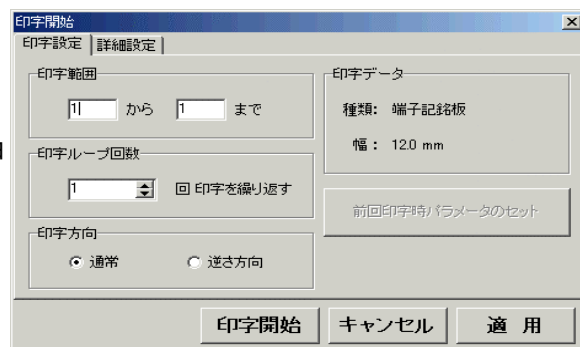 印字開始
印字設定 詳細設定
印字範囲
1 から 1 まで
印字ループ回数
1 回 印字を繰り返す
印字方向
通常 逆さ方向
印字データ
種類: 端子記銘板
幅: 12.0 mm
前回印字時パラメータのセット
印字開始 キャンセル 適 用